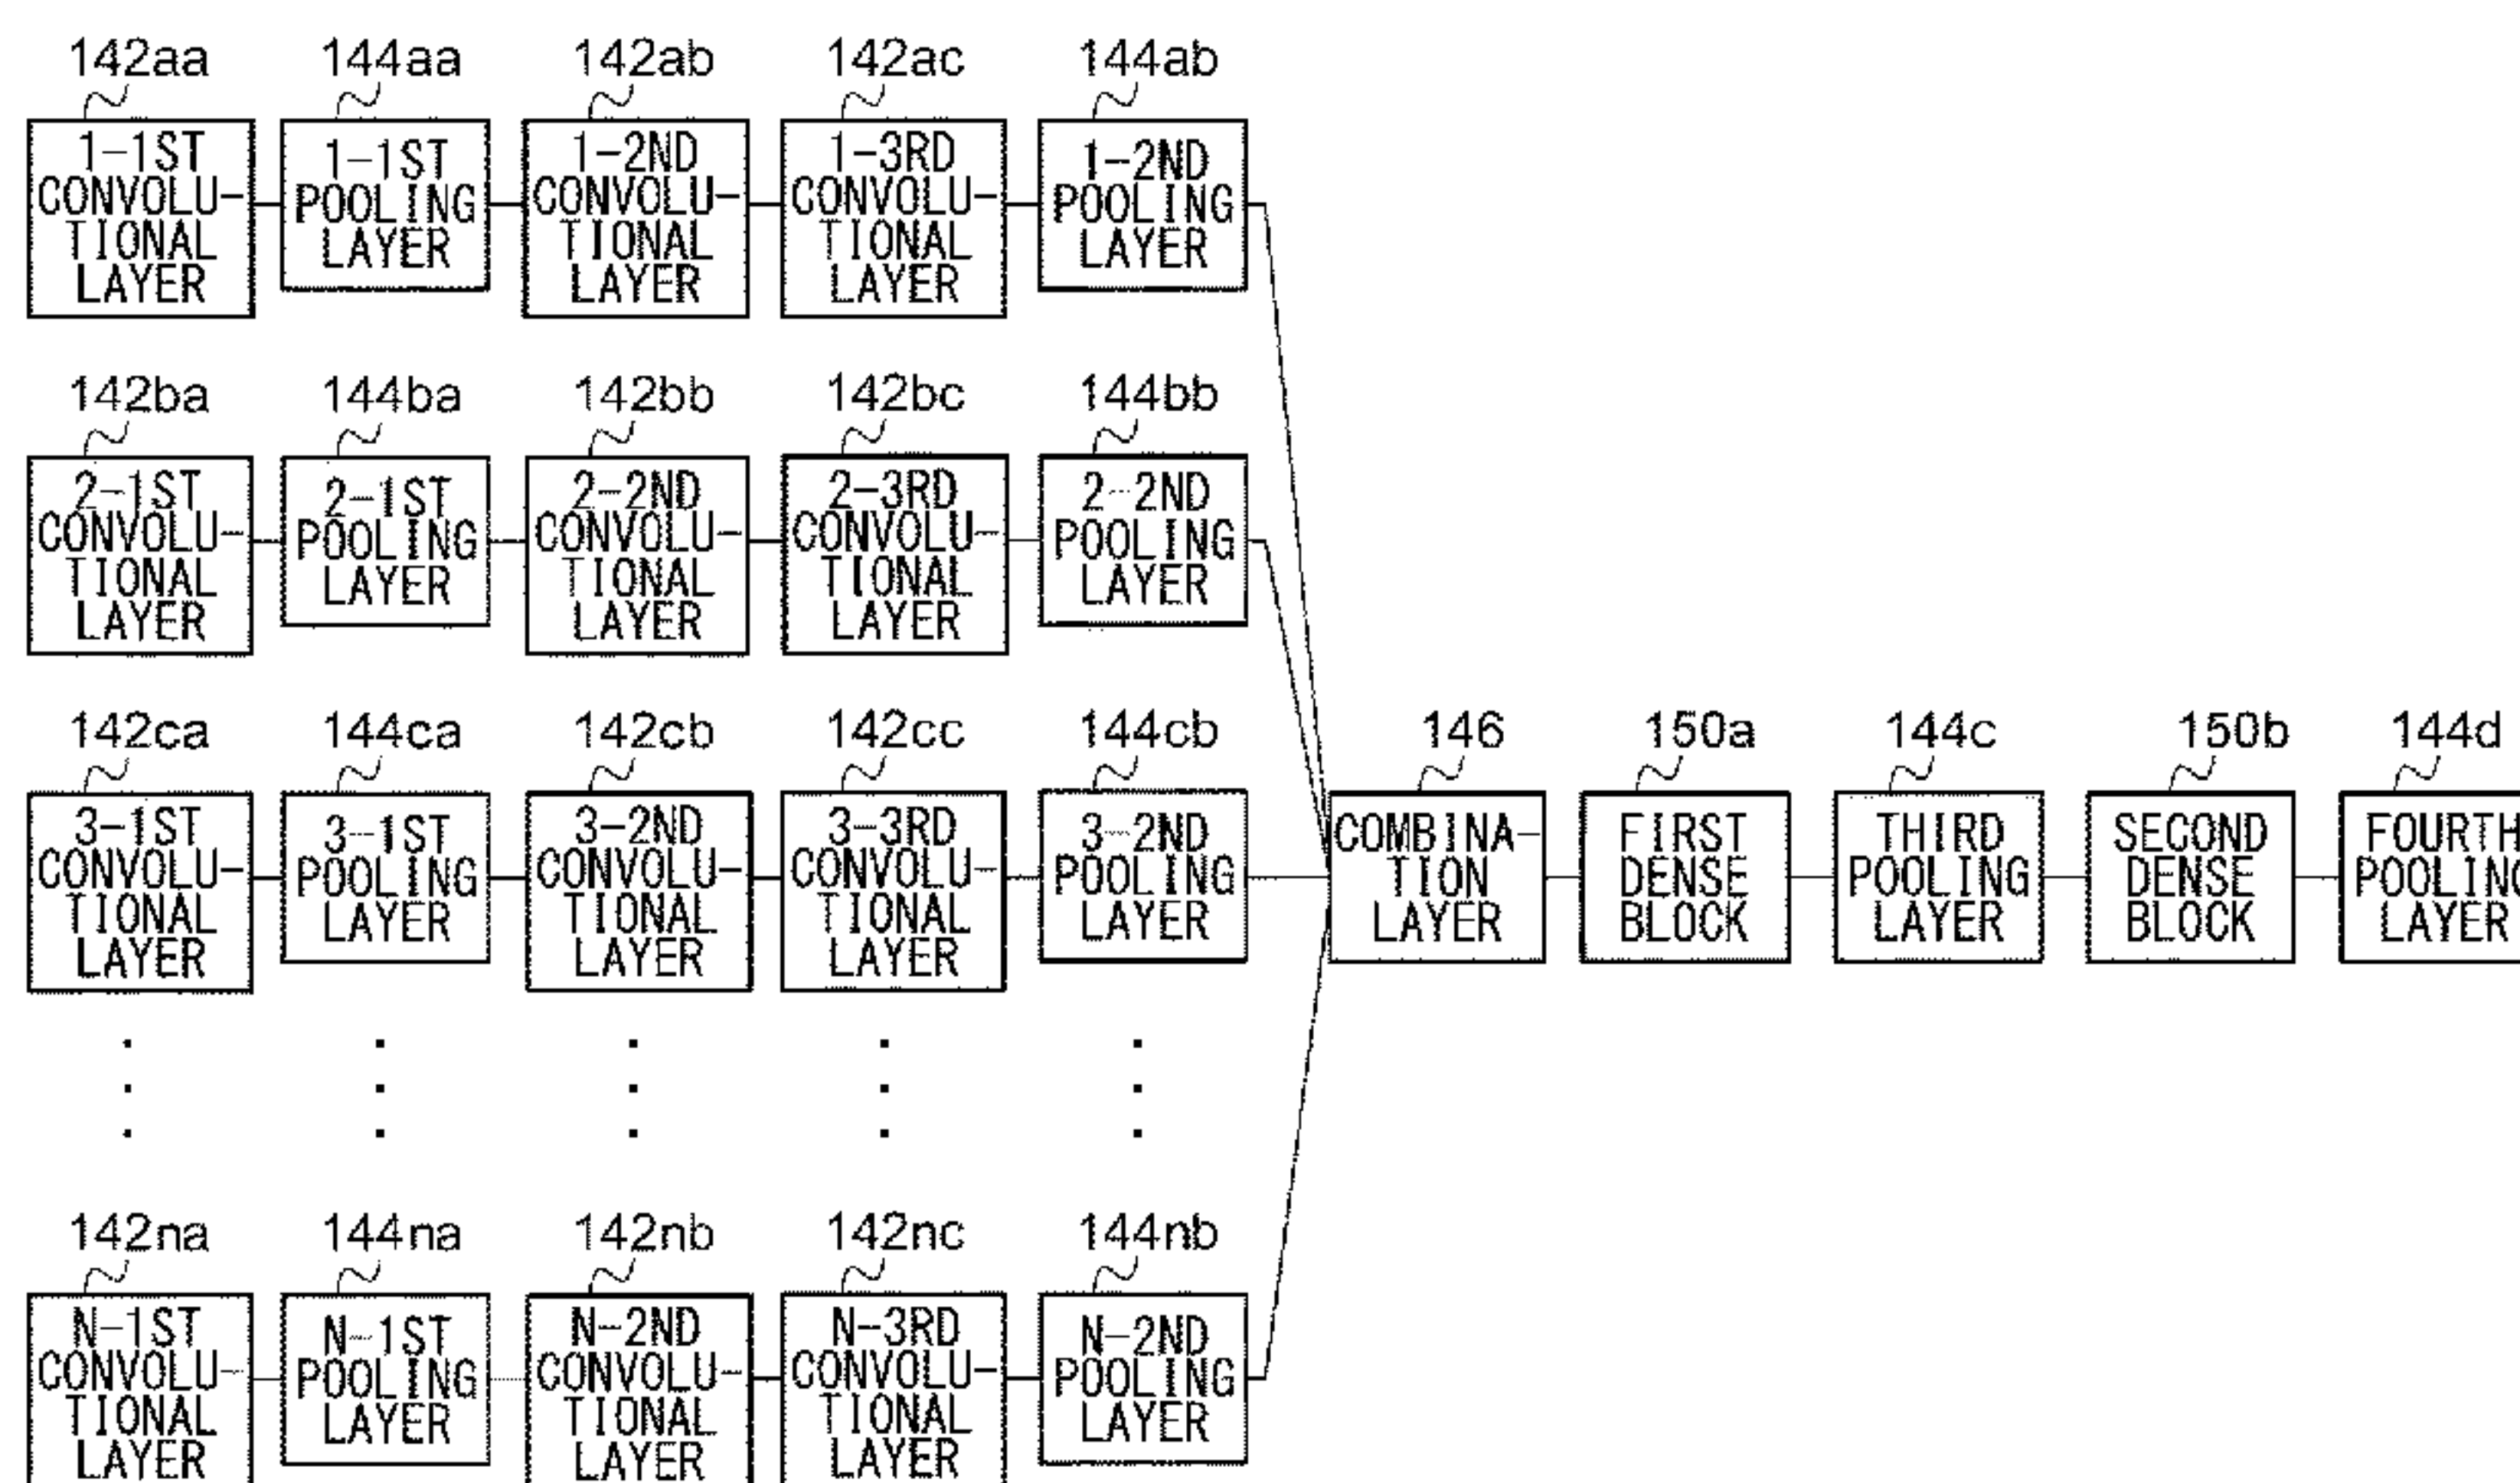 142aa 144aa 142ab 142ac 144ab
1-1ST CONVOLU-TIONAL LAYER
1-1ST POOLING LAYER
1-2ND CONVOLU-TIONAL LAYER
1-3RD CONVOLU-TIONAL LAYER
1-2ND POOLING LAYER
142ba 144ba 142bb 142bc 144bb
2-1ST CONVOLU-TIONAL LAYER
2-1ST POOLING LAYER
2-2ND CONVOLU-TIONAL LAYER
2-3RD CONVOLU-TIONAL LAYER
2-2ND POOLING LAYER
142ca 144ca 142cb 142cc 144cb 146 150a 144c 150b 144d
3-1ST CONVOLU-TIONAL LAYER
3-1ST POOLING LAYER
3-2ND CONVOLU-TIONAL LAYER
3-3RD CONVOLU-TIONAL LAYER
3-2ND POOLING LAYER
COMBINA-TION LAYER
FIRST DENSE BLOCK
THIRD POOLING LAYER
SECOND DENSE BLOCK
FOURTH POOLING LAYER
142na 144na 142nb 142nc 144nb
N-1ST CONVOLU-TIONAL LAYER
N-1ST POOLING LAYER
N-2ND CONVOLU-TIONAL LAYER
N-3RD CONVOLU-TIONAL LAYER
N-2ND POOLING LAYER